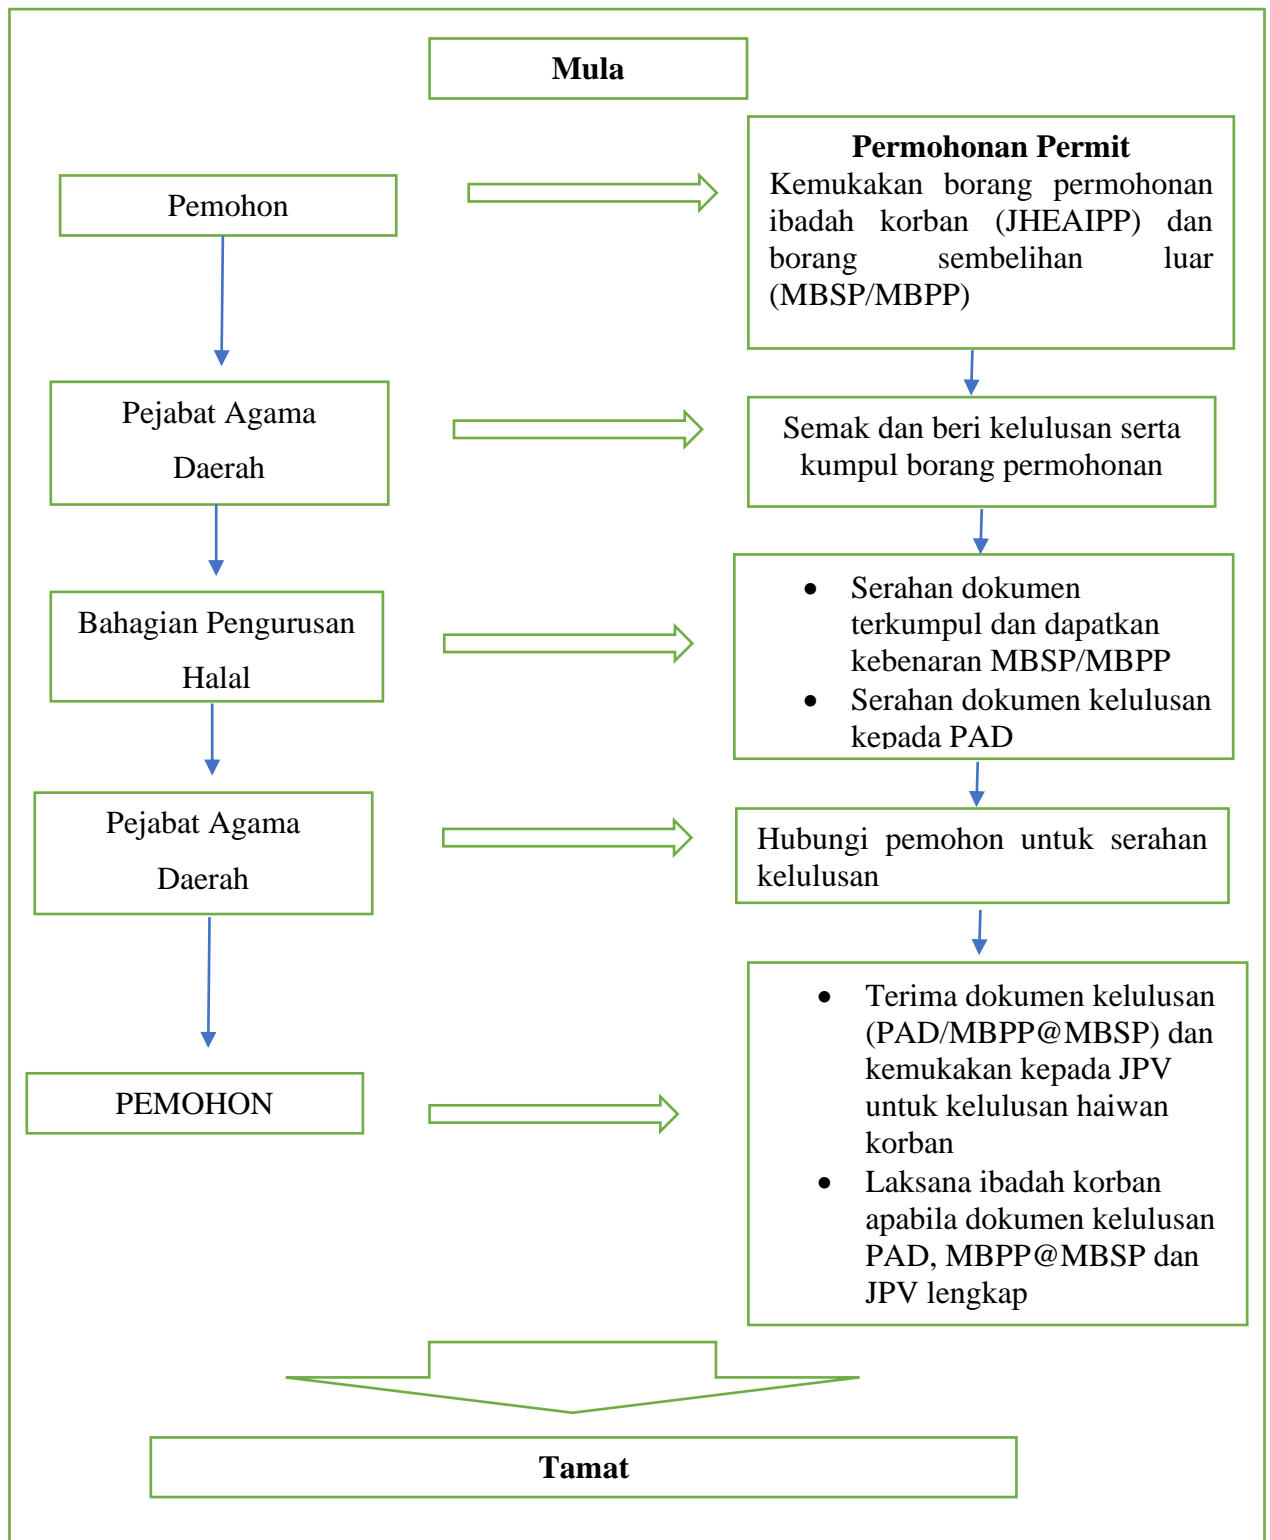 Mula
Pemohon
Permohonan Permit
Kemukakan borang permohonan
ibadah korban (JHEAIPP) dan
borang sembelihan luar
(MBSP/MBPP)
Pejabat Agama
Daerah
Semak dan beri kelulusan serta
kumpul borang permohonan
Bahagian Pengurusan
Halal
• Serahan dokumen
terkumpul dan dapatkan
kebenaran MBSP/MBPP
• Serahan dokumen kelulusan
kepada PAD
Pejabat Agama
Daerah
Hubungi pemohon untuk serahan
kelulusan
PEMOHON
• Terima dokumen kelulusan
(PAD/MBPP@MBSP) dan
kemukakan kepada JPV
untuk kelulusan haiwan
korban
• Laksana ibadah korban
apabila dokumen kelulusan
PAD, MBPP@MBSP dan
JPV lengkap
Tamat